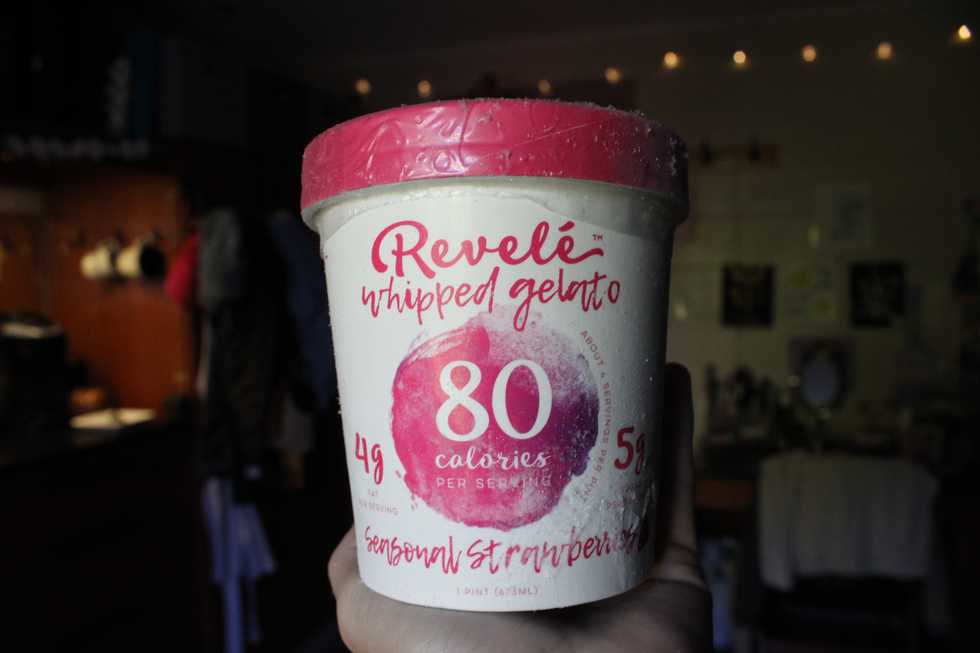 Revelé™
whipped gelato
80
calories
PER SERVING
ABOUT 4 SERVINGS PER PINT
4g
FAT
PER SERVING
5g
seasonal strawberries
1 PINT (473ML)